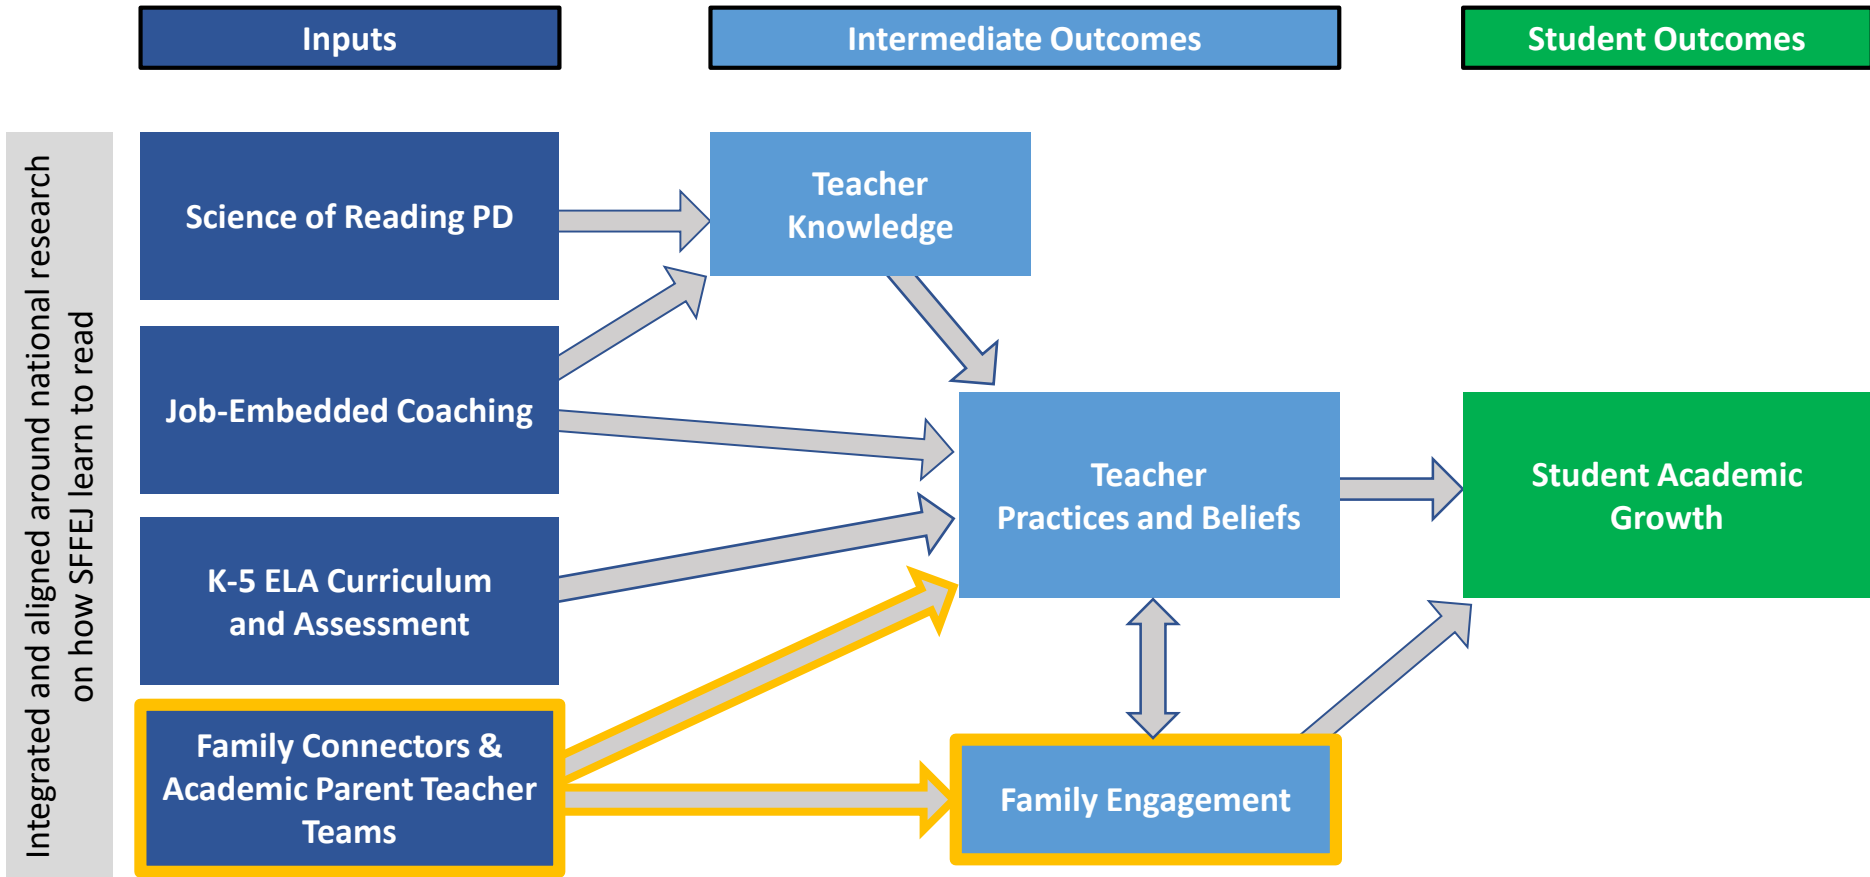 Inputs
Intermediate Outcomes
Student Outcomes
Integrated and aligned around national research
on how SFFEJ learn to read
Science of Reading PD
Teacher
Knowledge
Job-Embedded Coaching
Teacher
Practices and Beliefs
Student Academic
Growth
K-5 ELA Curriculum
and Assessment
Family Connectors &
Academic Parent Teacher
Teams
Family Engagement